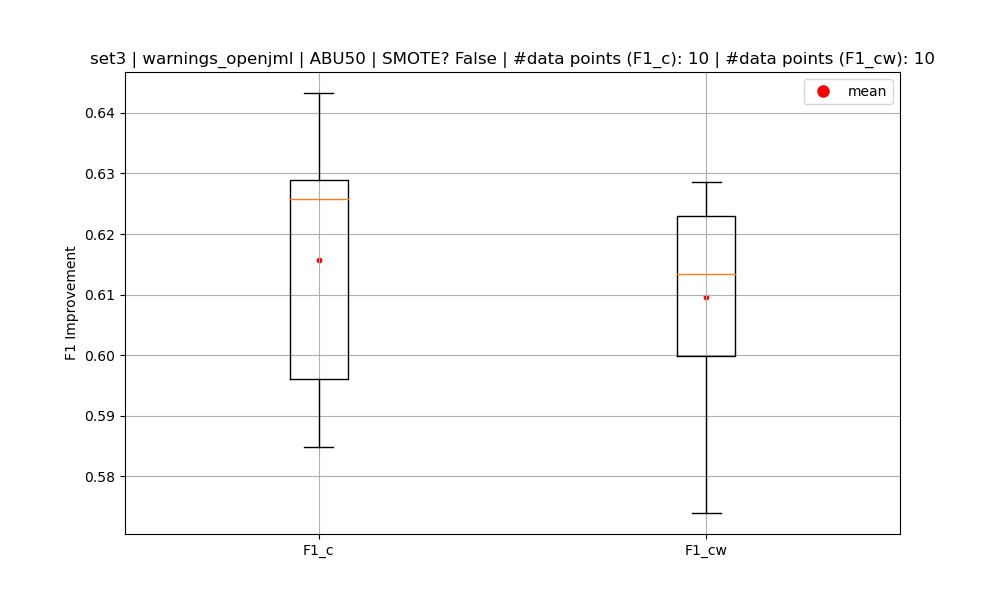 set3 | warnings_openjml | ABU50 | SMOTE? False | #data points (F1_c): 10 | #data points (F1_cw): 10
mean
0.64
0.63
0.62
0.61
0.60
0.59
0.58
F1 Improvement
F1_c
F1_cw